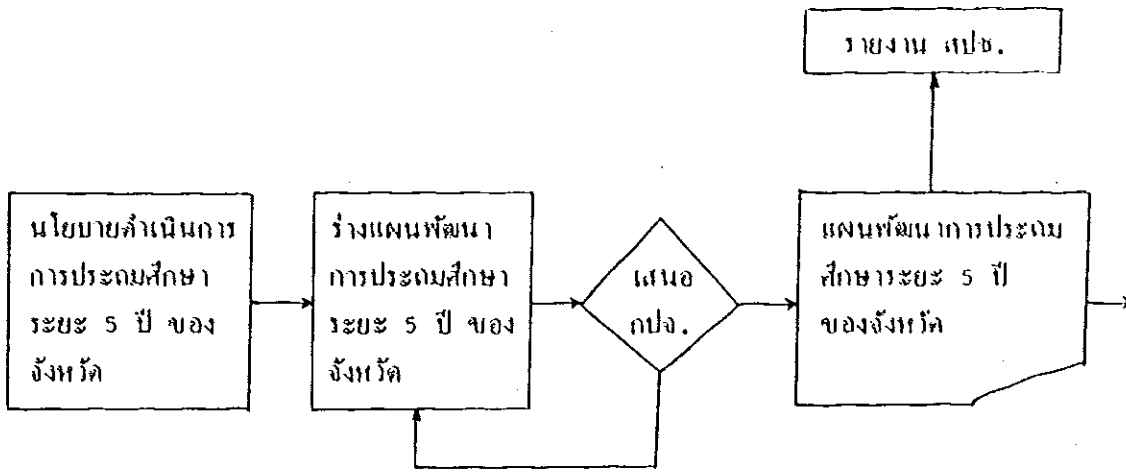 รายงาน สปช.
นโยบายดำเนินการ
การประถมศึกษา
ระยะ 5 ปี ของ
จังหวัด
ร่างแผนพัฒนา
การประถมศึกษา
ระยะ 5 ปี ของ
จังหวัด
เสนอ
กปจ.
แผนพัฒนาการประถม
ศึกษาระยะ 5 ปี
ของจังหวัด